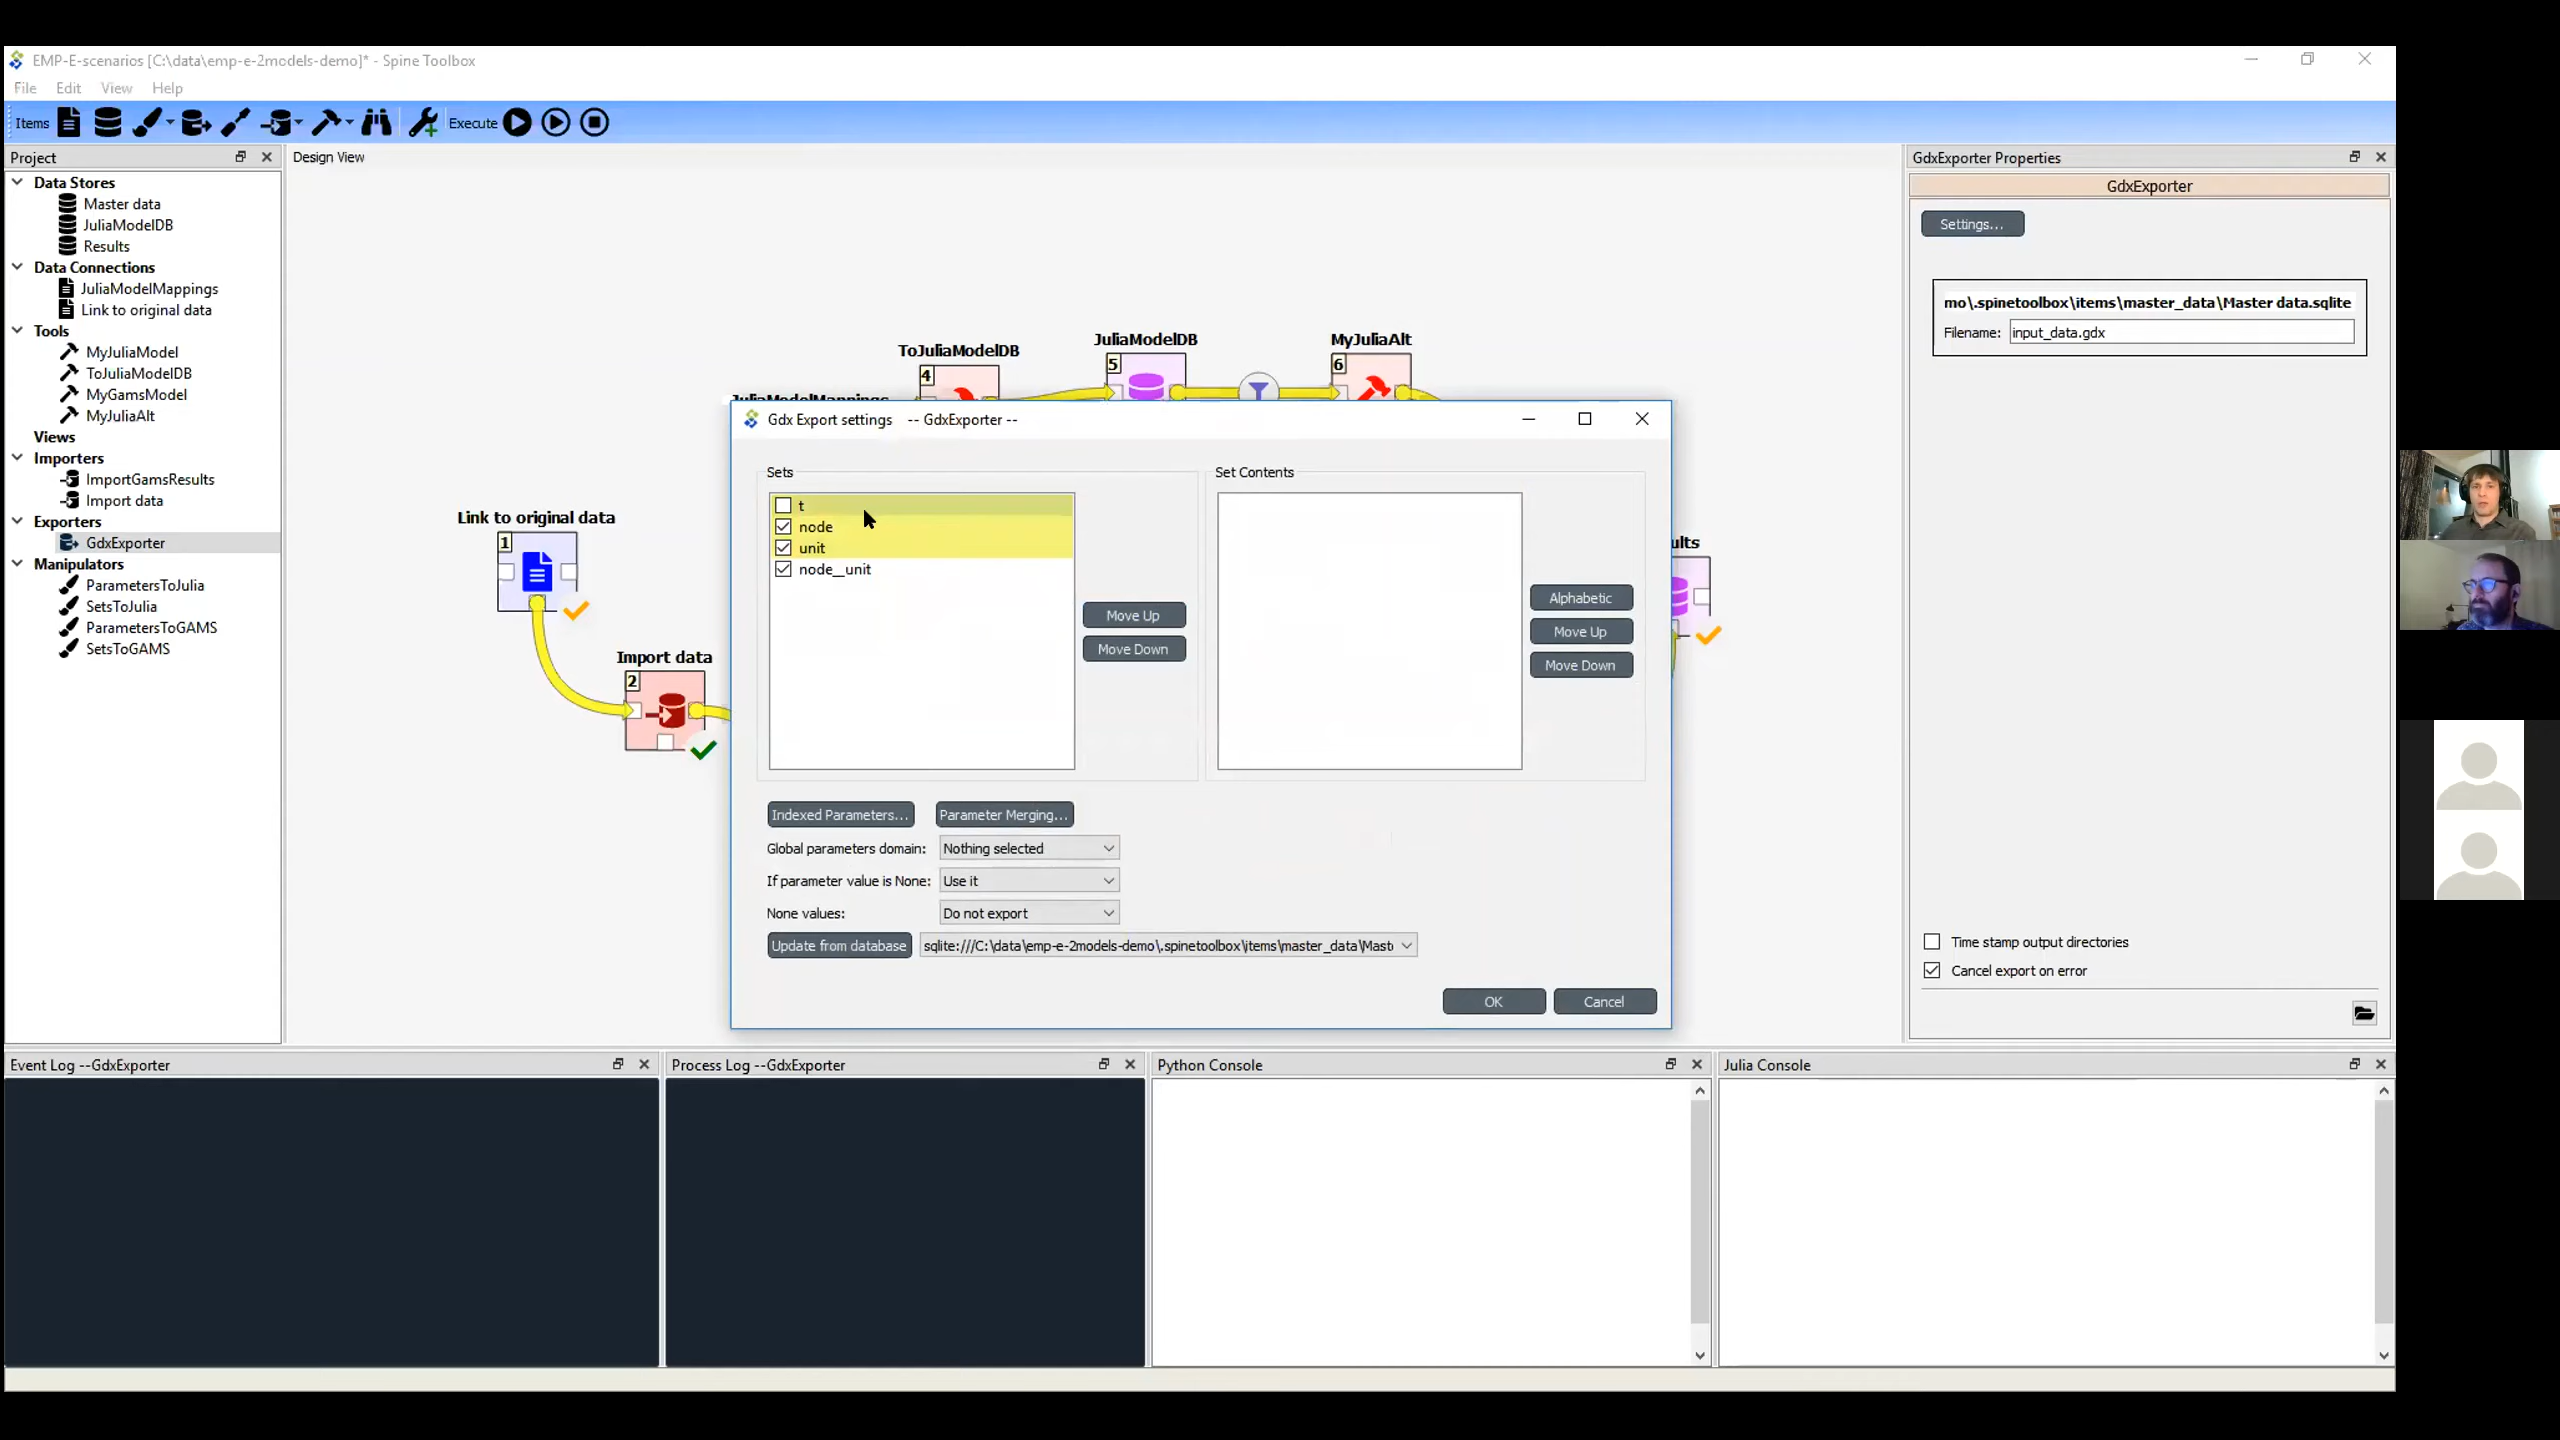 EMP-E-scenarios [C:\data\emp-e-2models-demo]* - Spine Toolbox
File Edit View Help
Items Execute
Project
Design View
GdxExporter Properties
Data Stores
Master data
JuliaModelDB
Results
Data Connections
JuliaModelMappings
Link to original data
Tools
MyJuliaModel
ToJuliaModelDB
MyGamsModel
MyJuliaAlt
Views
Importers
ImportGamsResults
Import data
Exporters
GdxExporter
Manipulators
ParametersToJulia
SetsToJulia
ParametersToGAMS
SetsToGAMS
ToJuliaModelDB
4
JuliaModelDB
5
MyJuliaAlt
6
JuliaModelMappings
Link to original data
1
Import data
2
ults
Gdx Export settings -- GdxExporter --
Sets
t
node
unit
node__unit
Move Up
Move Down
Set Contents
Alphabetic
Move Up
Move Down
Indexed Parameters...
Parameter Merging...
Global parameters domain: Nothing selected
If parameter value is None: Use it
None values: Do not export
Update from database sqlite:///C:\data\emp-e-2models-demo\.spinetoolbox\items\master_data\Mast
OK
Cancel
GdxExporter
Settings...
mo\.spinetoolbox\items\master_data\Master data.sqlite
Filename: input_data.gdx
Time stamp output directories
Cancel export on error
Event Log --GdxExporter
Process Log --GdxExporter
Python Console
Julia Console